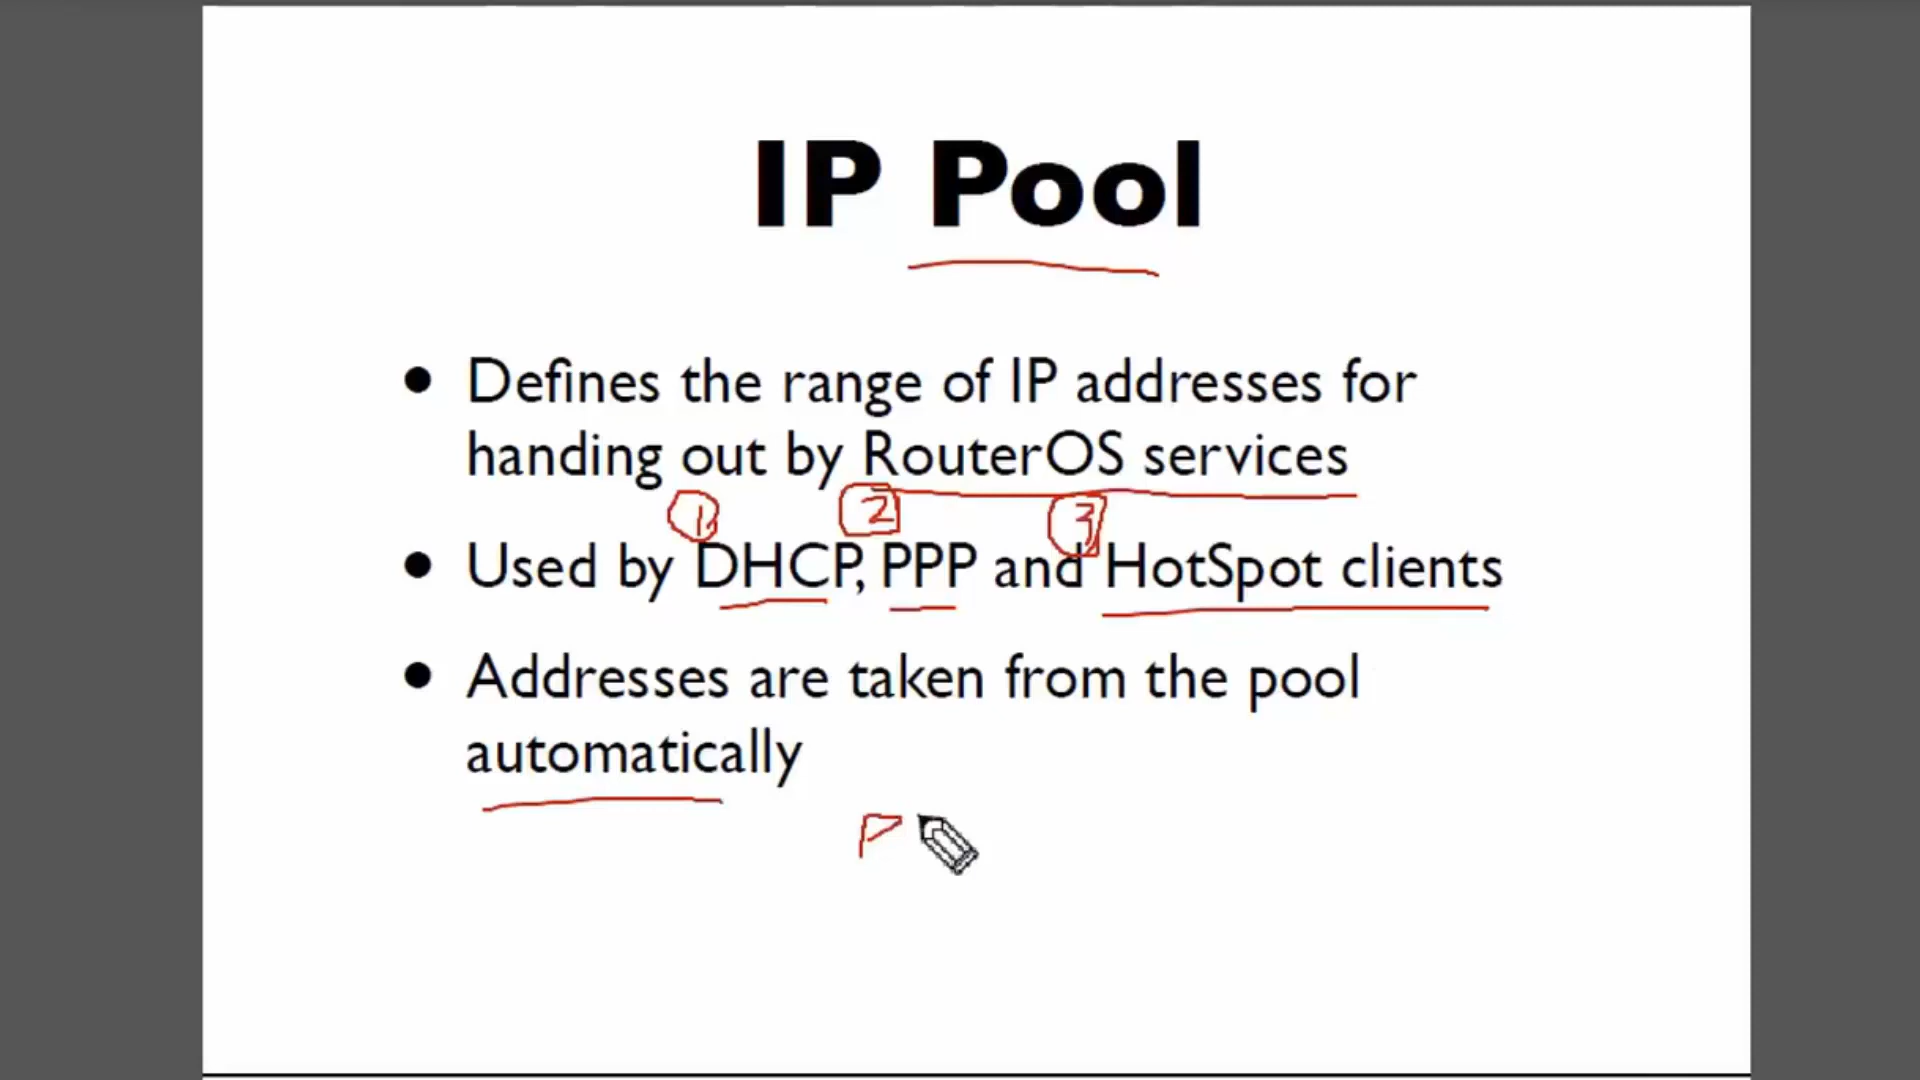 IP Pool
• Defines the range of IP addresses for
handing out by RouterOS services
1 2 3
• Used by DHCP, PPP and HotSpot clients
• Addresses are taken from the pool
automatically